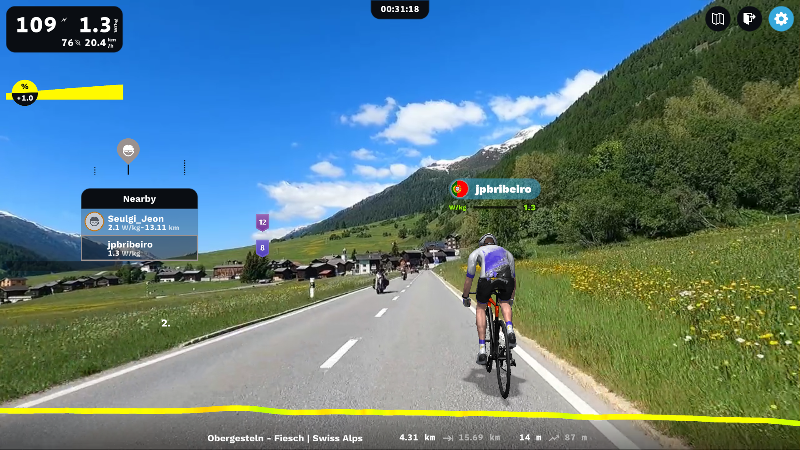 00:31:18
109 W 1.3 W/kg
76 % 20.4 km/h
%
+1.0
Nearby
Seulgi_Jeon
2.1 W/kg -13.11 km
jpbribeiro
1.3 W/kg
12
8
jpbribeiro
W/kg 1.3
2.
Obergesteln - Fiesch | Swiss Alps 4.31 km 15.69 km 14 m 87 m